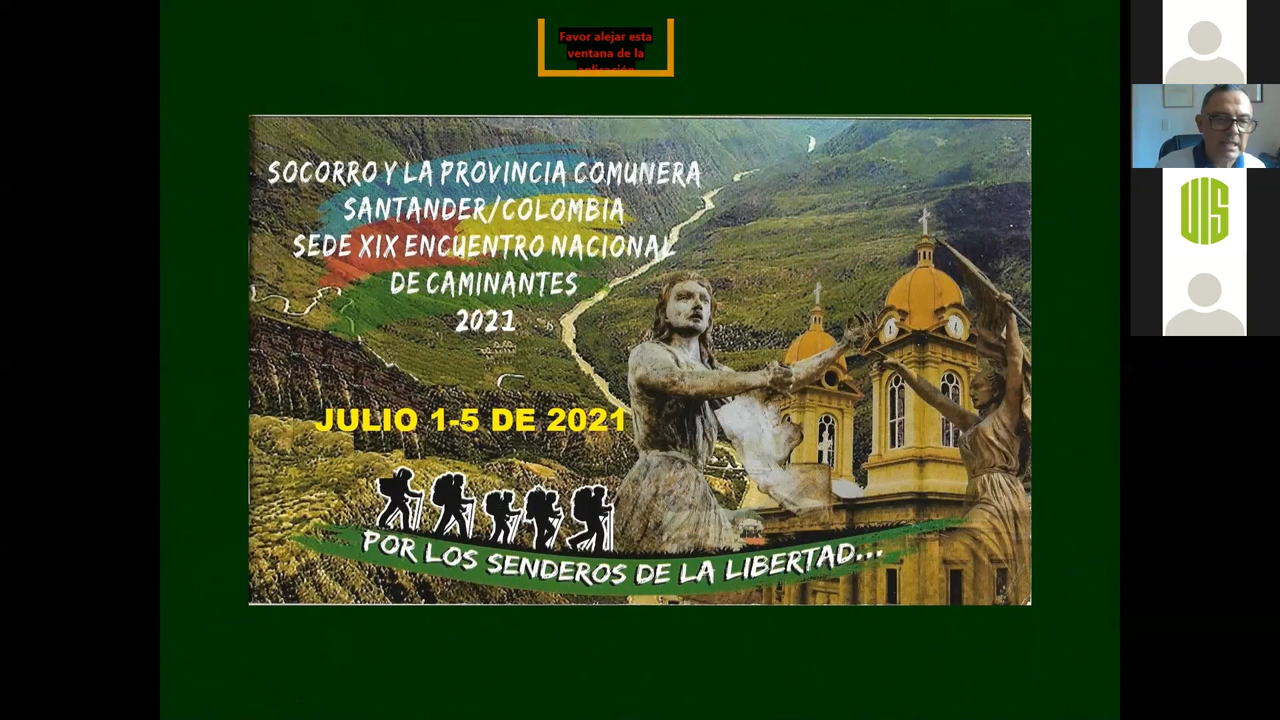 Favor alejar esta
ventana de la
aplicación
SOCORRO Y LA PROVINCIA COMUNERA
SANTANDER/COLOMBIA
SEDE XIX ENCUENTRO NACIONAL
DE CAMINANTES
2021
JULIO 1-5 DE 2021
POR LOS SENDEROS DE LA LIBERTAD...
UIS